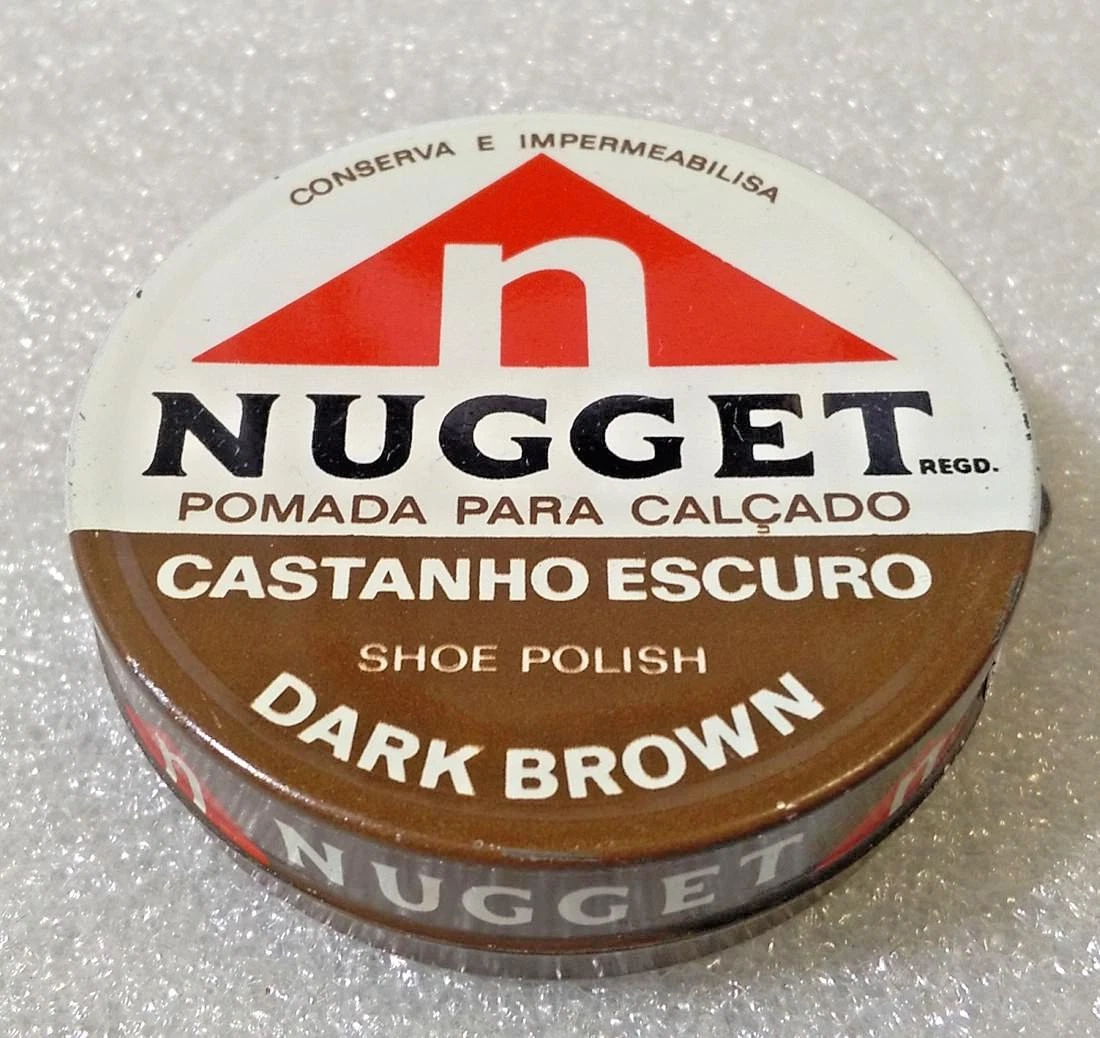 CONSERVA E IMPERMEABILISA
n
NUGGET REGD.
POMADA PARA CALÇADO
CASTANHO ESCURO
SHOE POLISH
DARK BROWN
n NUGGET n